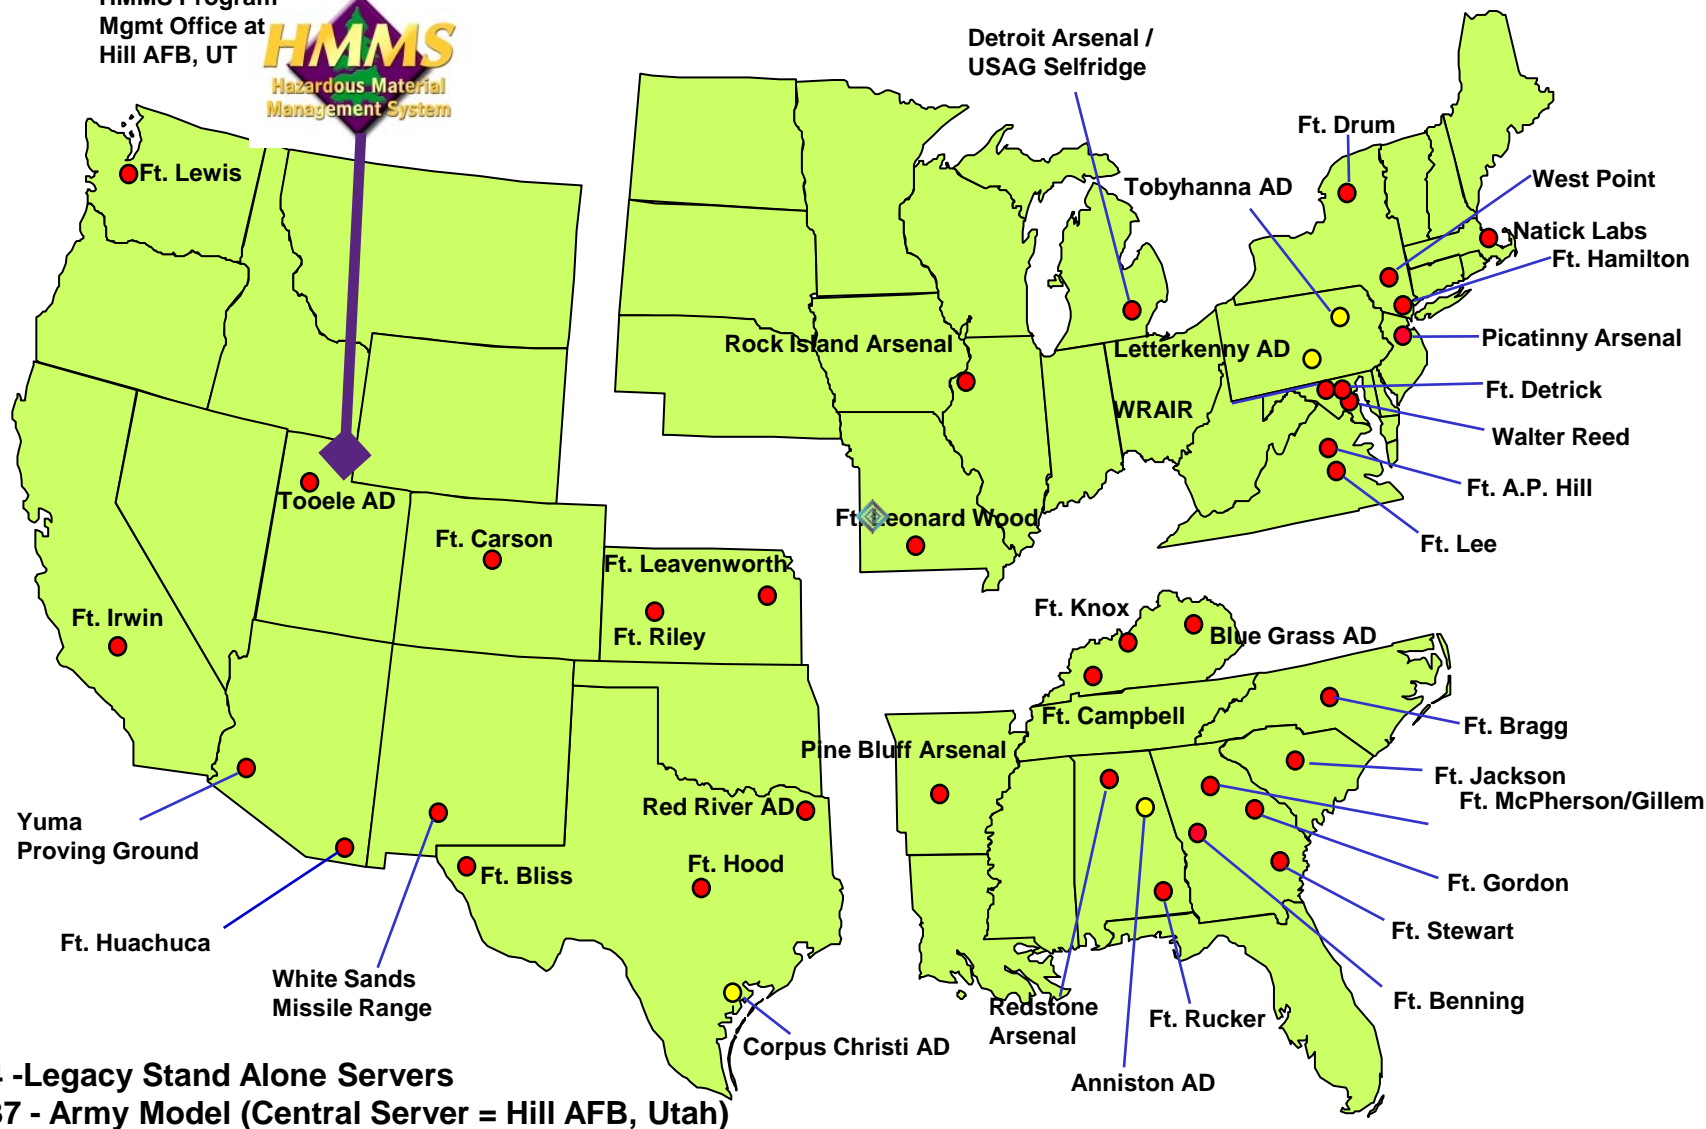 HMMS Program
Mgmt Office at
Hill AFB, UT
HMMS
Hazardous Material
Management System
Detroit Arsenal /
USAG Selfridge
Ft. Drum
Tobyhanna AD
West Point
Ft. Lewis
Natick Labs
Ft. Hamilton
Rock Island Arsenal
Letterkenny AD
Picatinny Arsenal
Ft. Detrick
WRAIR
Walter Reed
Tooele AD
Ft. A.P. Hill
Ft. Carson
Ft. Leonard Wood
Ft. Lee
Ft. Leavenworth
Ft. Irwin
Ft. Riley
Ft. Knox
Blue Grass AD
Ft. Campbell
Ft. Bragg
Pine Bluff Arsenal
Ft. Jackson
Ft. McPherson/Gillem
Red River AD
Yuma
Proving Ground
Ft. Hood
Ft. Bliss
Ft. Gordon
Ft. Huachuca
Ft. Stewart
White Sands
Missile Range
Redstone
Arsenal
Ft. Rucker
Ft. Benning
Corpus Christi AD
Anniston AD
4 -Legacy Stand Alone Servers
37 - Army Model (Central Server = Hill AFB, Utah)